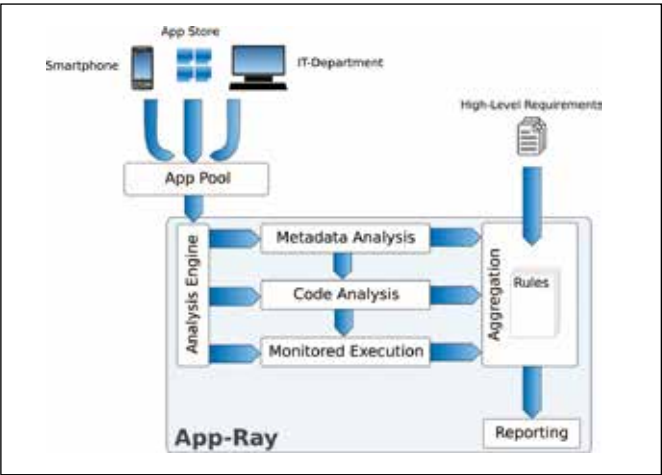 App Store
Smartphone
IT-Department
High-Level Requirements
App Pool
Analysis Engine
Metadata Analysis
Code Analysis
Monitored Execution
Aggregation
Rules
Reporting
App-Ray